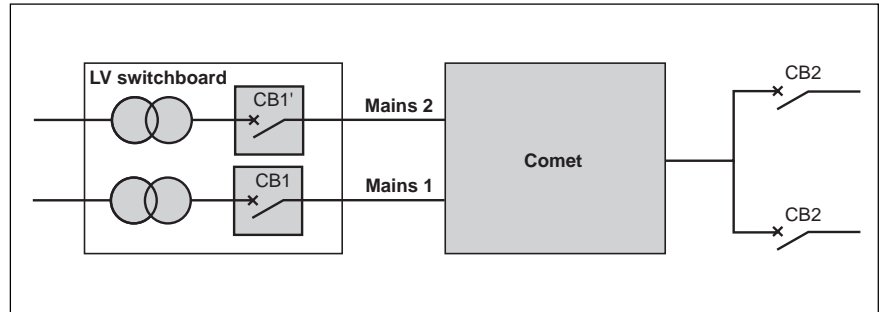 LV switchboard
CB1'
Mains 2
CB1
Mains 1
Comet
CB2
CB2